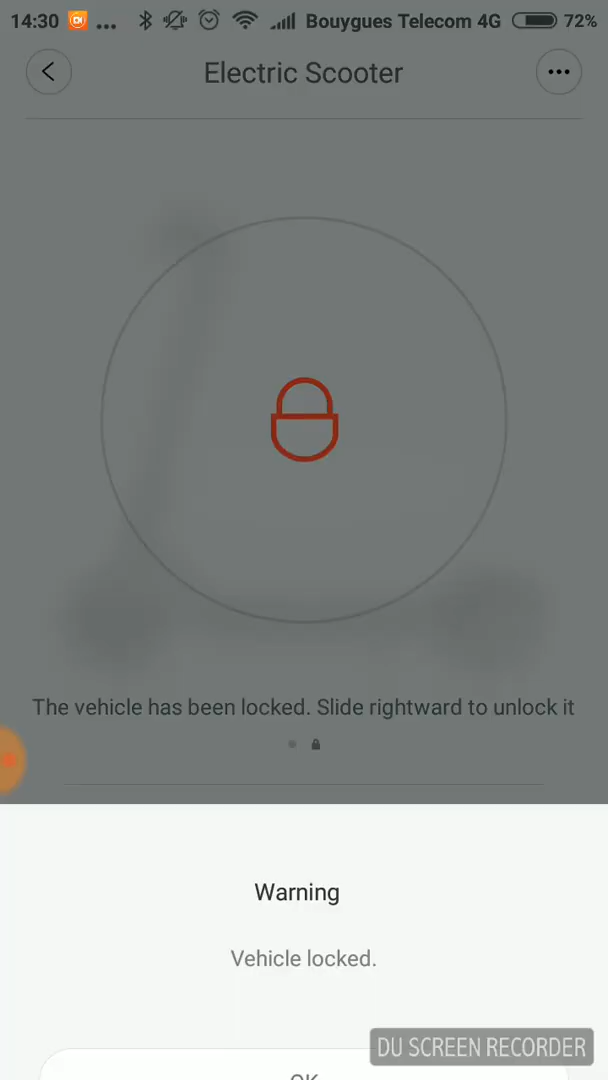 14:30 ... Bouygues Telecom 4G 72%
Electric Scooter
The vehicle has been locked. Slide rightward to unlock it
Warning
Vehicle locked.
OK
DU SCREEN RECORDER